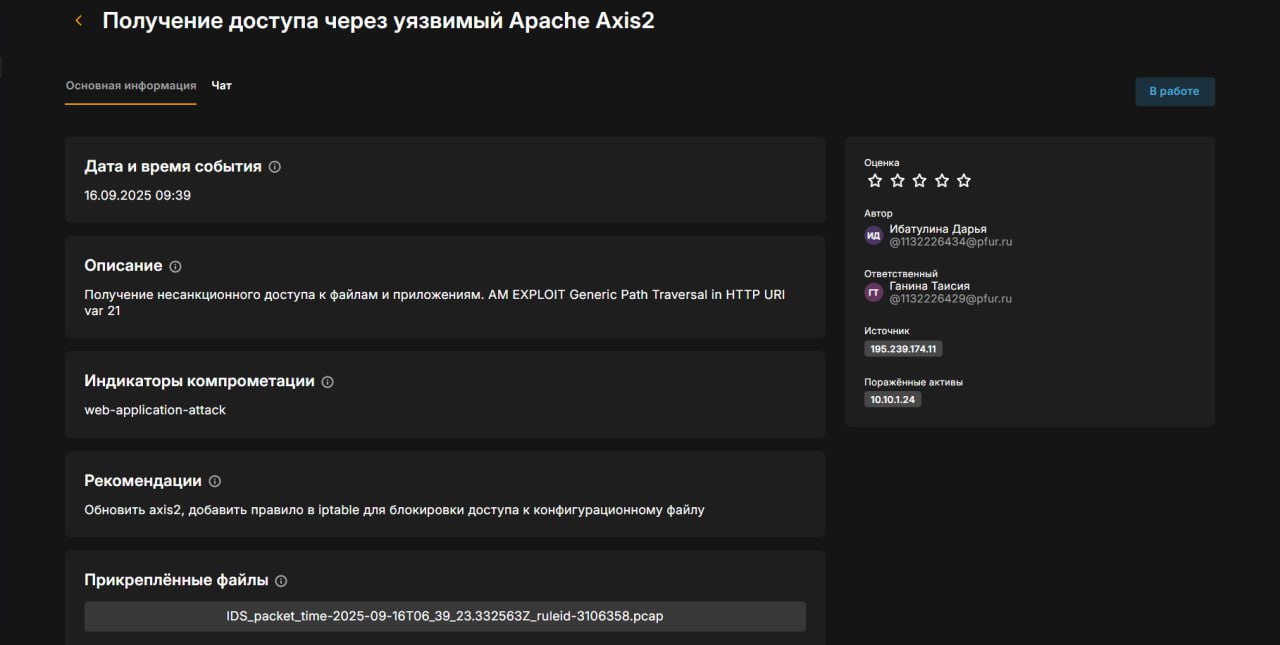 Получение доступа через уязвимый Apache Axis2
Основная информация
Чат
В работе
Дата и время события
16.09.2025 09:39
Описание
Получение несанкционного доступа к файлам и приложениям. AM EXPLOIT Generic Path Traversal in HTTP URI
var 21
Индикаторы компрометации
web-application-attack
Рекомендации
Обновить axis2, добавить правило в iptable для блокировки доступа к конфигурационному файлу
Прикреплённые файлы
IDS_packet_time-2025-09-16T06_39_23.332563Z_ruleid-3106358.pcap
Оценка
Автор
ИД
Ибатулина Дарья
@1132226434@pfur.ru
Ответственный
ГТ
Ганина Таисия
@1132226429@pfur.ru
Источник
195.239.174.11
Поражённые активы
10.10.1.24